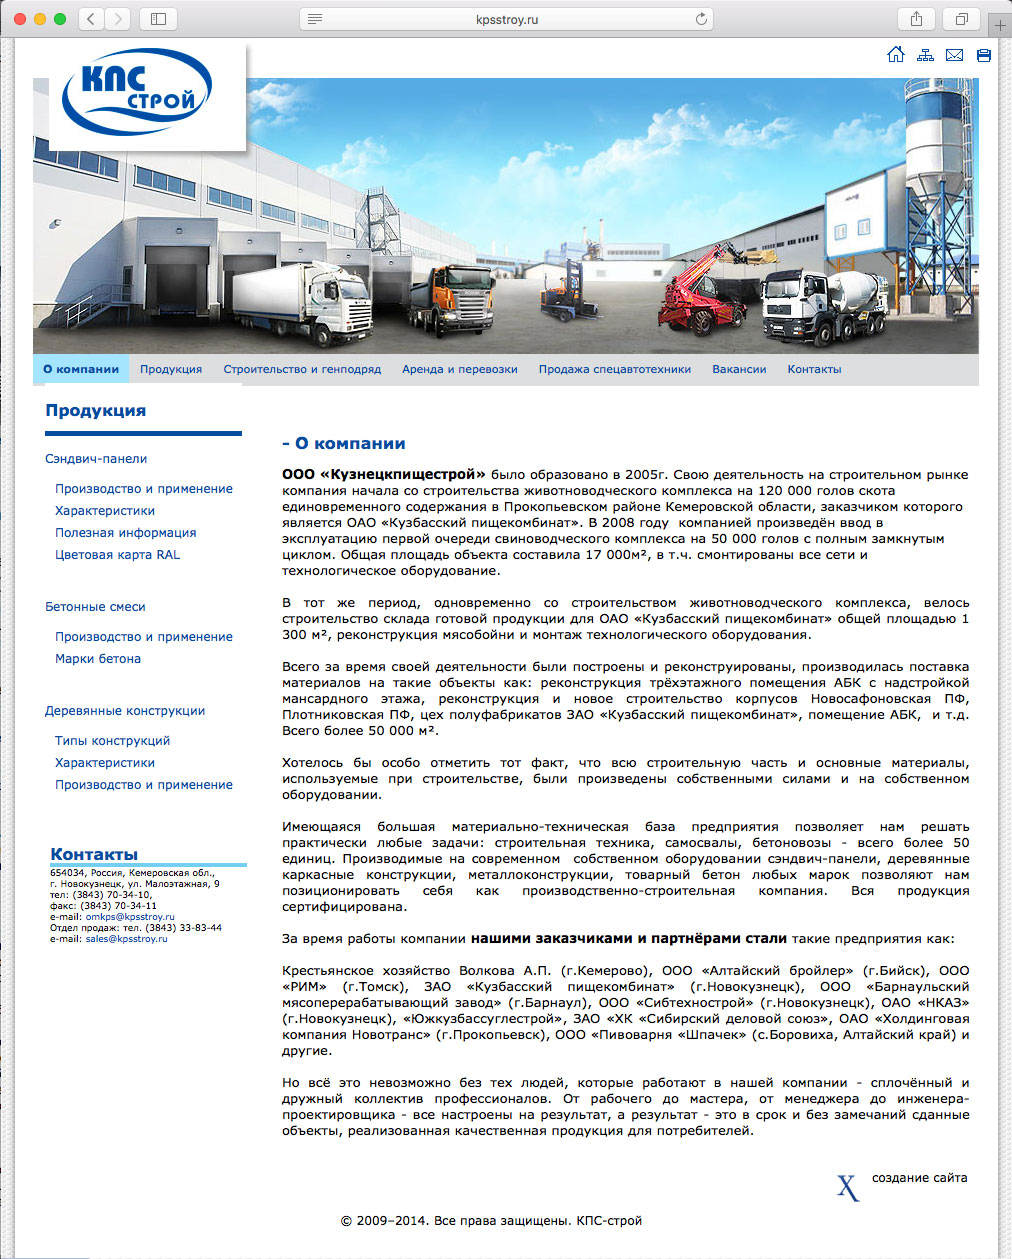 kpsstroy.ru
КПС
СТРОЙ
О компании Продукция Строительство и генподряд Аренда и перевозки Продажа спецавтотехники Вакансии Контакты
Продукция
Сэндвич-панели
Производство и применение
Характеристики
Полезная информация
Цветовая карта RAL
Бетонные смеси
Производство и применение
Марки бетона
Деревянные конструкции
Типы конструкций
Характеристики
Производство и применение
Контакты
654034, Россия, Кемеровская обл.,
г. Новокузнецк, ул. Малоэтажная, 9
тел: (3843) 70-34-10,
факс: (3843) 70-34-11
e-mail: omkps@kpsstroy.ru
Отдел продаж: тел. (3843) 33-83-44
e-mail: sales@kpsstroy.ru
– О компании
ООО «Кузнецкпищестрой» было образовано в 2005г. Свою деятельность на строительном рынке
компания начала со строительства животноводческого комплекса на 120 000 голов скота
единовременного содержания в Прокопьевском районе Кемеровской области, заказчиком которого
является ОАО «Кузбасский пищекомбинат». В 2008 году компанией произведён ввод в
эксплуатацию первой очереди свиноводческого комплекса на 50 000 голов с полным замкнутым
циклом. Общая площадь объекта составила 17 000м², в т.ч. смонтированы все сети и
технологическое оборудование.
В тот же период, одновременно со строительством животноводческого комплекса, велось
строительство склада готовой продукции для ОАО «Кузбасский пищекомбинат» общей площадью 1
300 м², реконструкция мясобойни и монтаж технологического оборудования.
Всего за время своей деятельности были построены и реконструированы, производилась поставка
материалов на такие объекты как: реконструкция трёхэтажного помещения АБК с надстройкой
мансардного этажа, реконструкция и новое строительство корпусов Новосафоновская ПФ,
Плотниковская ПФ, цех полуфабрикатов ЗАО «Кузбасский пищекомбинат», помещение АБК, и т.д.
Всего более 50 000 м².
Хотелось бы особо отметить тот факт, что всю строительную часть и основные материалы,
используемые при строительстве, были произведены собственными силами и на собственном
оборудовании.
Имеющаяся большая материально-техническая база предприятия позволяет нам решать
практически любые задачи: строительная техника, самосвалы, бетоновозы - всего более 50
единиц. Производимые на современном собственном оборудовании сэндвич-панели, деревянные
каркасные конструкции, металлоконструкции, товарный бетон любых марок позволяют нам
позиционировать себя как производственно-строительная компания. Вся продукция
сертифицирована.
За время работы компании нашими заказчиками и партнёрами стали такие предприятия как:
Крестьянское хозяйство Волкова А.П. (г.Кемерово), ООО «Алтайский бройлер» (г.Бийск), ООО
«РИМ» (г.Томск), ЗАО «Кузбасский пищекомбинат» (г.Новокузнецк), ООО «Барнаульский
мясоперерабатывающий завод» (г.Барнаул), ООО «Сибтехнострой» (г.Новокузнецк), ОАО «НКАЗ»
(г.Новокузнецк), «Южкузбассуглестрой», ЗАО «ХК «Сибирский деловой союз», ОАО «Холдинговая
компания Новотранс» (г.Прокопьевск), ООО «Пивоварня «Шпачек» (с.Боровиха, Алтайский край) и
другие.
Но всё это невозможно без тех людей, которые работают в нашей компании - сплочённый и
дружный коллектив профессионалов. От рабочего до мастера, от менеджера до инженера-
проектировщика - все настроены на результат, а результат - это в срок и без замечаний сданные
объекты, реализованная качественная продукция для потребителей.
X создание сайта
© 2009–2014. Все права защищены. КПС-строй